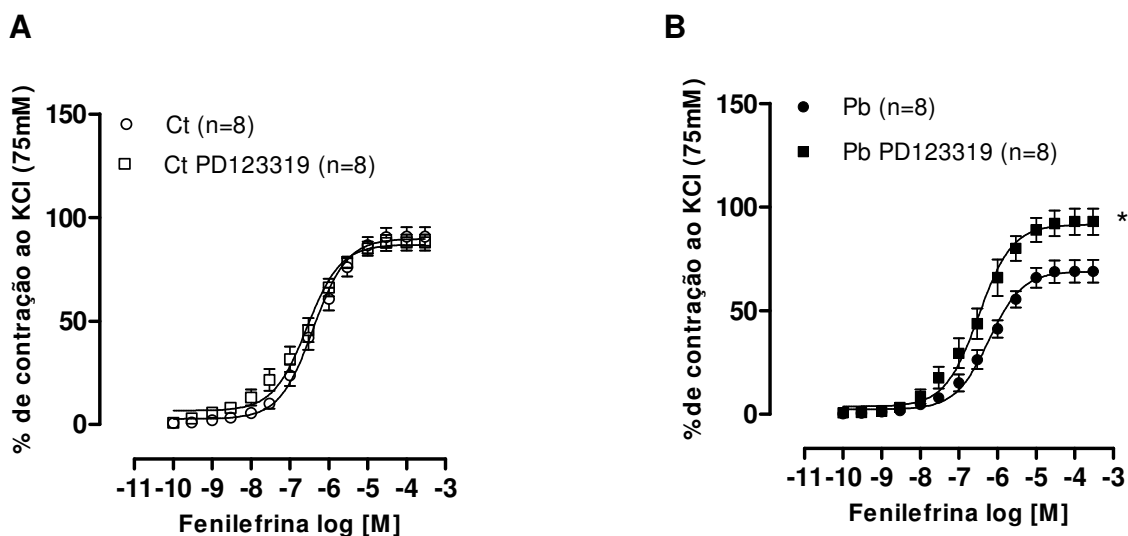 A
% de contração ao KCl (75mM)
150
100
50
0
Ct (n=8)
Ct PD123319 (n=8)
-11 -10 -9 -8 -7 -6 -5 -4 -3
Fenilefrina log [M]
B
%de contração ao KCl (75mM)
150
100
50
0
Pb (n=8)
Pb PD123319 (n=8)
*
-11 -10 -9 -8 -7 -6 -5 -4 -3
Fenilefrina log [M]